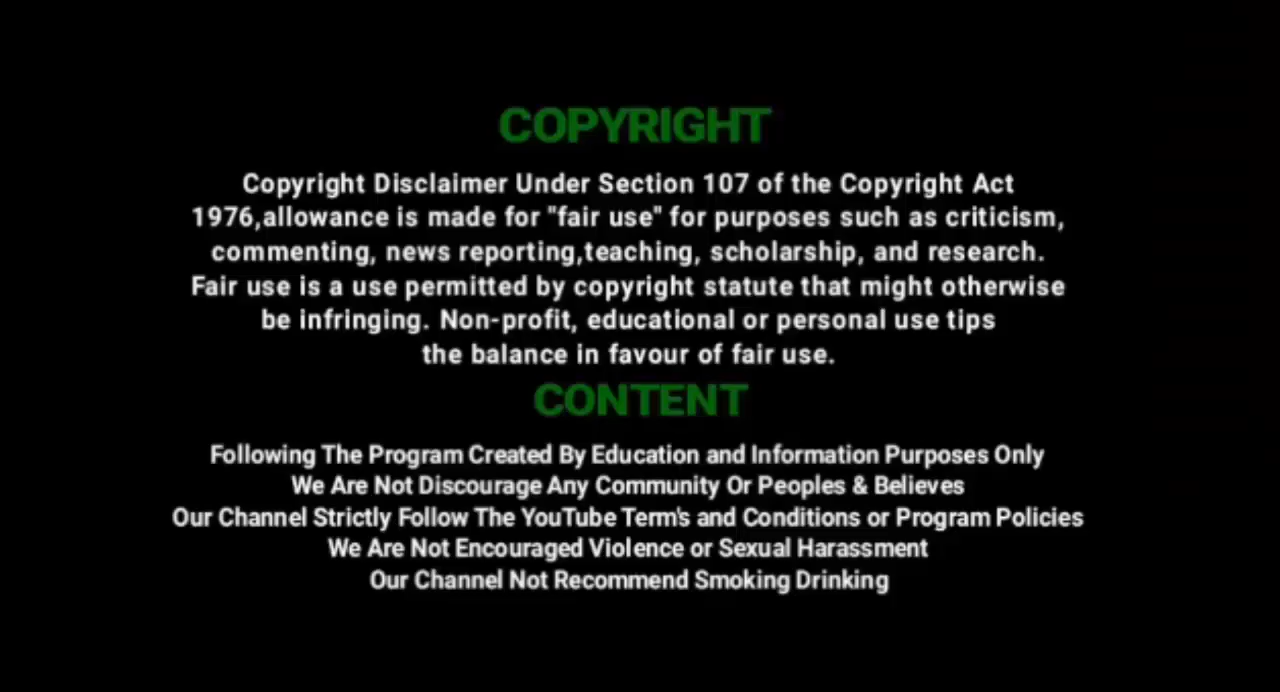 COPYRIGHT
Copyright Disclaimer Under Section 107 of the Copyright Act
1976,allowance is made for "fair use" for purposes such as criticism,
commenting, news reporting,teaching, scholarship, and research.
Fair use is a use permitted by copyright statute that might otherwise
be infringing. Non-profit, educational or personal use tips
the balance in favour of fair use.
CONTENT
Following The Program Created By Education and Information Purposes Only
We Are Not Discourage Any Community Or Peoples & Believes
Our Channel Strictly Follow The YouTube Term's and Conditions or Program Policies
We Are Not Encouraged Violence or Sexual Harassment
Our Channel Not Recommend Smoking Drinking